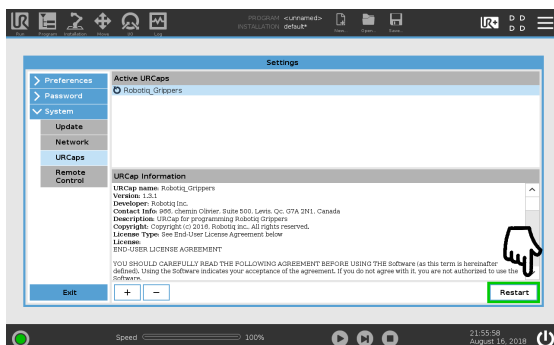 PROGRAM <unnamed>
INSTALLATION default*
Run Program Installation Move I/O Log New... Open... Save...
UR+
D D
D D
Settings
Preferences
Password
System
Update
Network
URCaps
Remote
Control
Exit
Active URCaps
Robotiq_Grippers
URCap Information
URCap name: Robotiq_Grippers
Version: 1.3.1
Developer: Robotiq Inc.
Contact Info: 966, chemin Olivier, Suite 500, Levis, Qc, G7A 2N1, Canada
Description: URCap for programming Robotiq Grippers
Copyright: Copyright (c) 2016, Robotiq inc., All rights reserved.
License Type: See End-User License Agreement below
License:
END-USER LICENSE AGREEMENT
YOU SHOULD CAREFULLY READ THE FOLLOWING AGREEMENT BEFORE USING THE Software (as this term is hereinafter
defined). Using the Software indicates your acceptance of the agreement. If you do not agree with it, you are not authorized to use the
Software.
+ −
Restart
Speed 100%
21:55:58
August 16, 2018